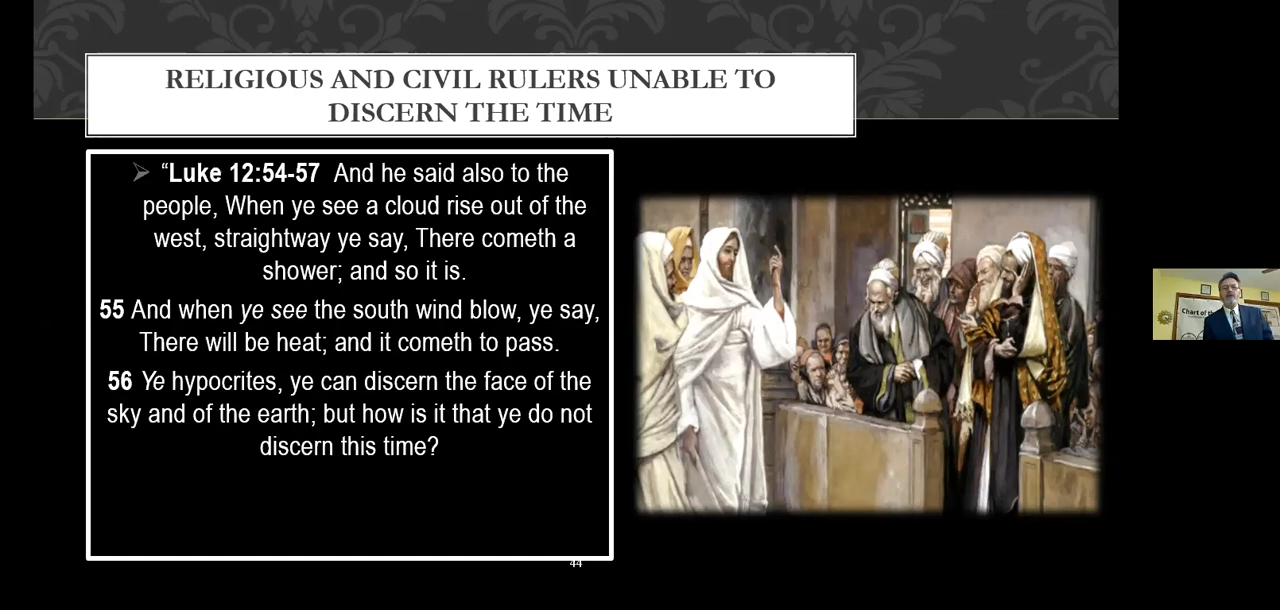 RELIGIOUS AND CIVIL RULERS UNABLE TO
DISCERN THE TIME
“Luke 12:54-57 And he said also to the
people, When ye see a cloud rise out of the
west, straightway ye say, There cometh a
shower; and so it is.
55 And when ye see the south wind blow, ye say,
There will be heat; and it cometh to pass.
56 Ye hypocrites, ye can discern the face of the
sky and of the earth; but how is it that ye do not
discern this time?
44
Chart of